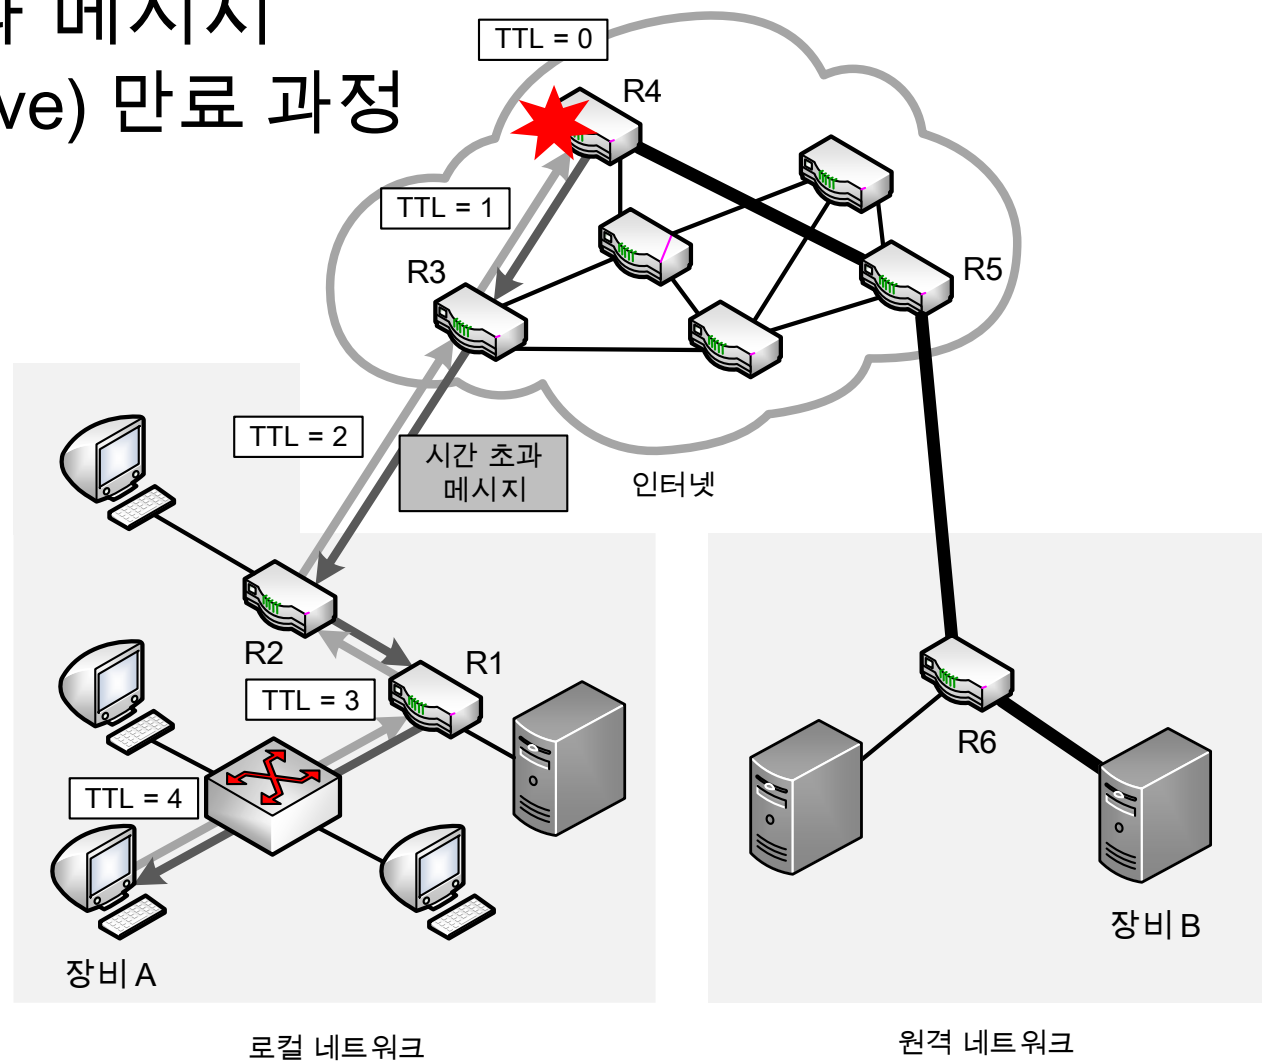 메시지
만료 과정
TTL = 0
R4
TTL = 1
R3
R5
TTL = 2
시간 초과
메시지
인터넷
R2
R1
TTL = 3
R6
TTL = 4
장비 B
장비 A
로컬 네트워크
원격 네트워크